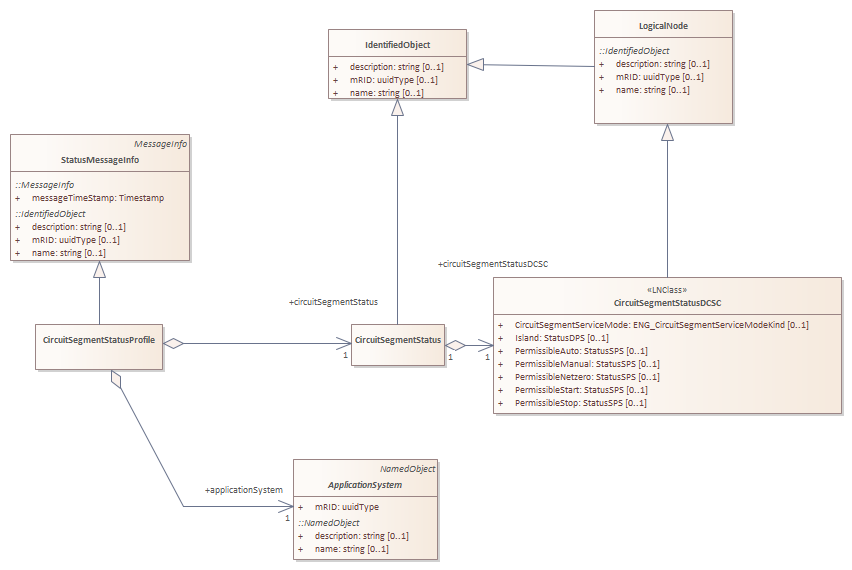 LogicalNode
::IdentifiedObject
+ description: string [0..1]
+ mRID: uuidType [0..1]
+ name: string [0..1]
IdentifiedObject
+ description: string [0..1]
+ mRID: uuidType [0..1]
+ name: string [0..1]
MessageInfo
StatusMessageInfo
::MessageInfo
+ messageTimeStamp: Timestamp
::IdentifiedObject
+ description: string [0..1]
+ mRID: uuidType [0..1]
+ name: string [0..1]
+circuitSegmentStatusDCSC
+circuitSegmentStatus
«LNClass»
CircuitSegmentStatusDCSC
+ CircuitSegmentServiceMode: ENG_CircuitSegmentServiceModeKind [0..1]
+ Island: StatusDPS [0..1]
+ PermissibleAuto: StatusSPS [0..1]
+ PermissibleManual: StatusSPS [0..1]
+ PermissibleNetzero: StatusSPS [0..1]
+ PermissibleStart: StatusSPS [0..1]
+ PermissibleStop: StatusSPS [0..1]
CircuitSegmentStatusProfile
1
CircuitSegmentStatus
1
1
+applicationSystem
1
NamedObject
ApplicationSystem
+ mRID: uuidType
::NamedObject
+ description: string [0..1]
+ name: string [0..1]